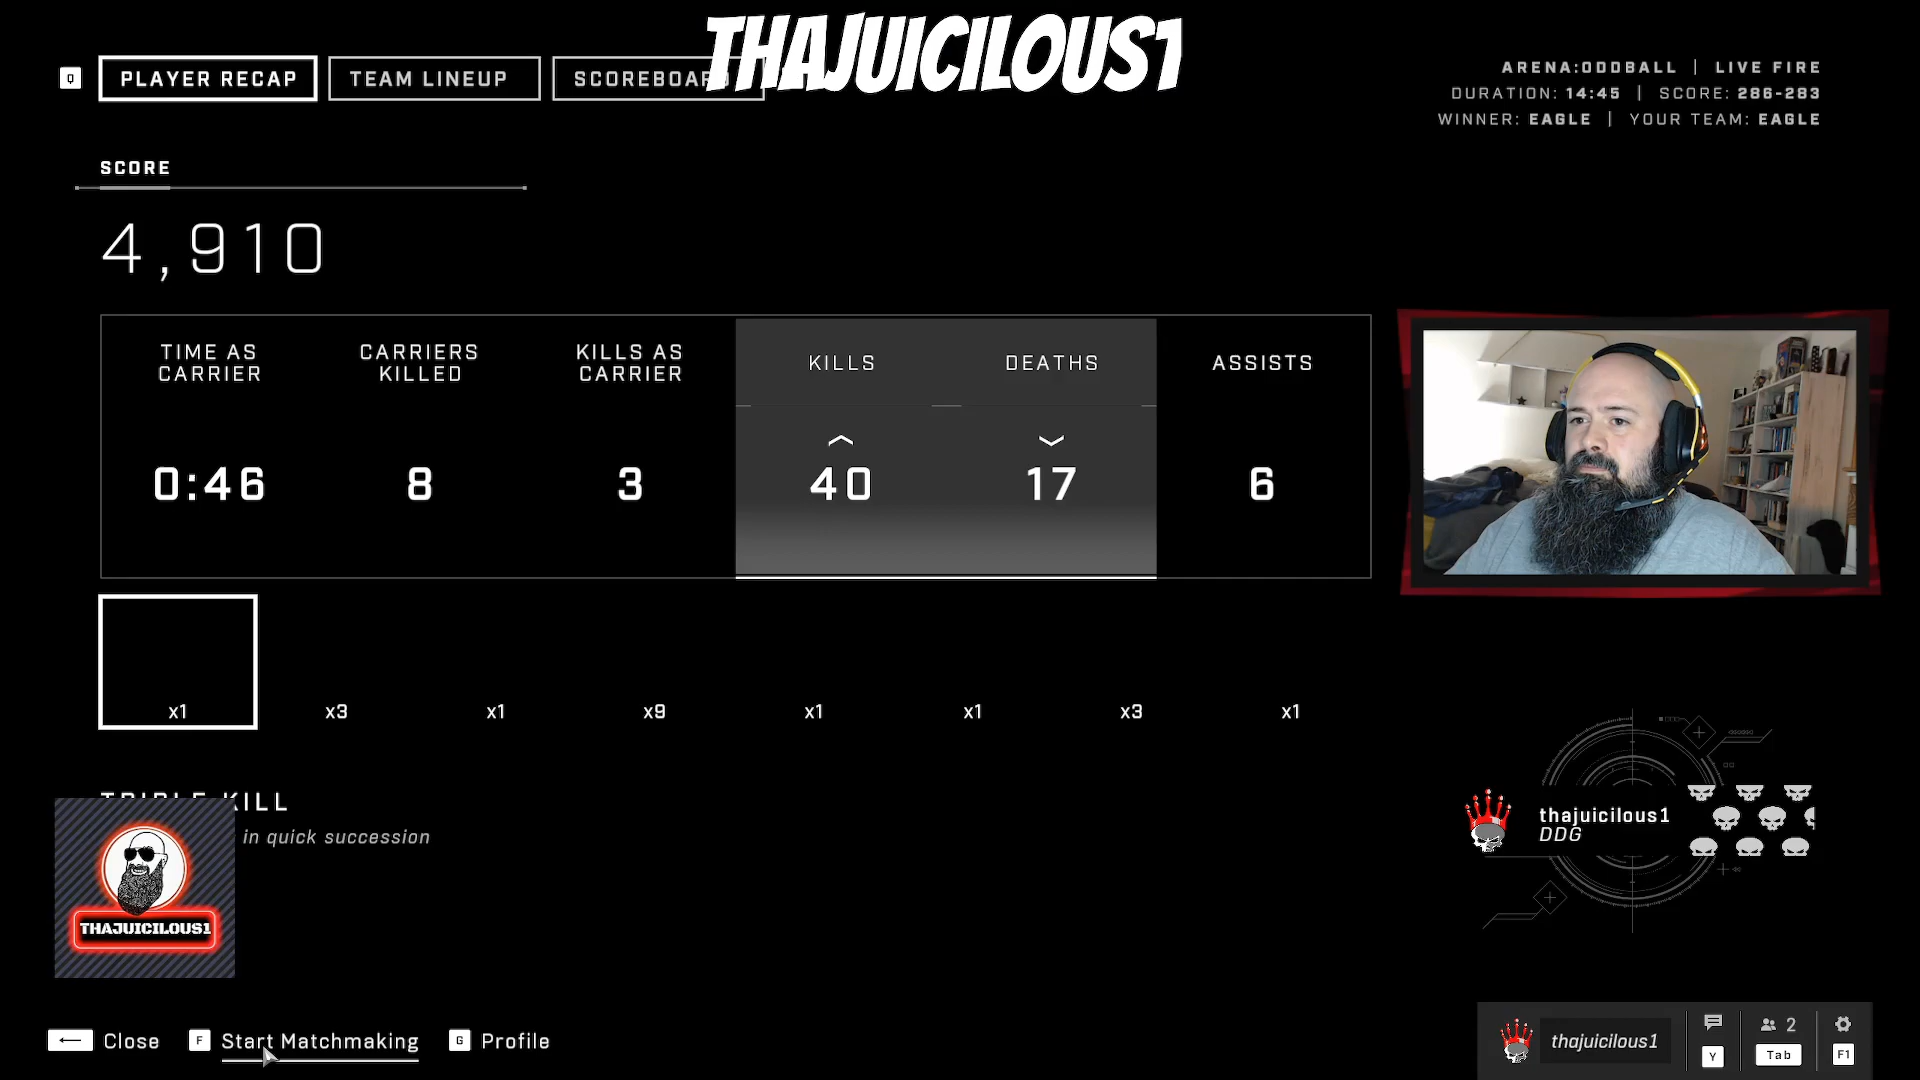 THAJUICILOUS1
Q PLAYER RECAP TEAM LINEUP
ARENA:ODDBALL | LIVE FIRE
DURATION: 14:45 | SCORE: 286-283
WINNER: EAGLE | YOUR TEAM: EAGLE
SCORE
4,910
TIME AS CARRIER
CARRIERS KILLED
KILLS AS CARRIER
KILLS
DEATHS
ASSISTS
0:46 8 3 40 17 6
x1 x3 x1 x9 x1 x1 x3 x1
KILL
in quick succession
THAJUICILOUS1
thajuicilous1
DDG
Close F Start Matchmaking G Profile
thajuicilous1
Y
2
Tab
F1